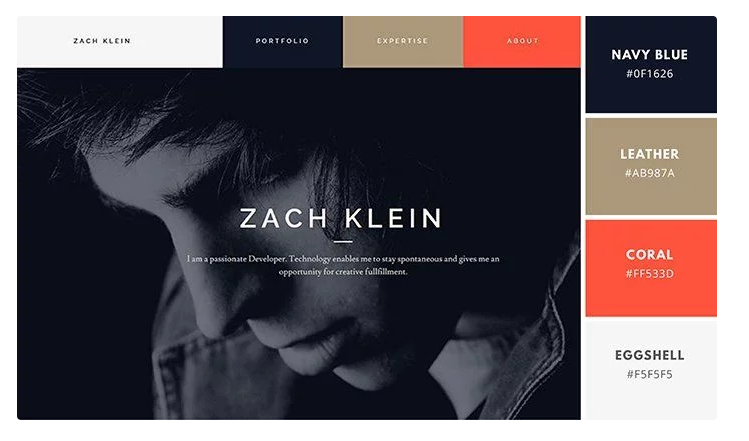 ZACH KLEIN
PORTFOLIO
EXPERTISE
ABOUT
ZACH KLEIN
I am a passionate Developer. Technology enables me to stay spontaneous and gives me an
opportunity for creative fullfillment.
NAVY BLUE
#0F1626
LEATHER
#AB987A
CORAL
#FF533D
EGGSHELL
#F5F5F5